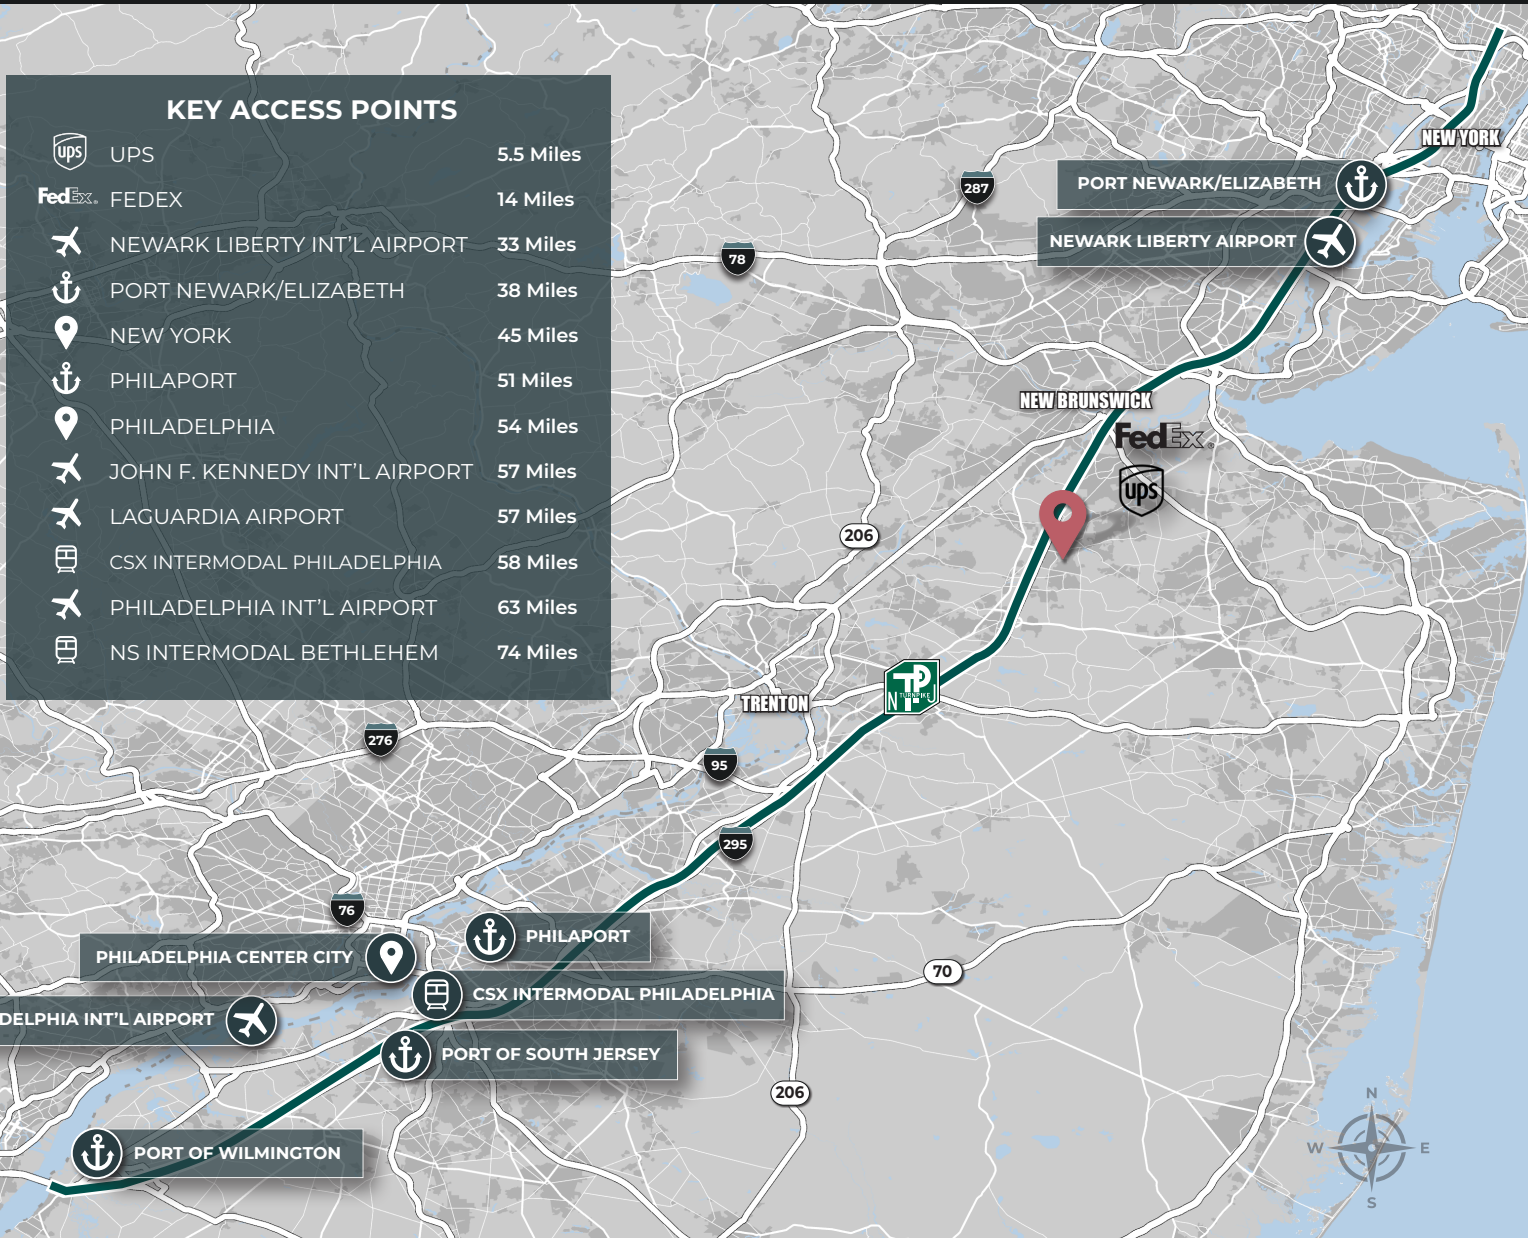 KEY ACCESS POINTS
ups UPS 5.5 Miles
FedEx® FEDEX 14 Miles
NEWARK LIBERTY INT'L AIRPORT 33 Miles
PORT NEWARK/ELIZABETH 38 Miles
NEW YORK 45 Miles
PHILAPORT 51 Miles
PHILADELPHIA 54 Miles
JOHN F. KENNEDY INT'L AIRPORT 57 Miles
LAGUARDIA AIRPORT 57 Miles
CSX INTERMODAL PHILADELPHIA 58 Miles
PHILADELPHIA INT'L AIRPORT 63 Miles
NS INTERMODAL BETHLEHEM 74 Miles
NEW YORK
PORT NEWARK/ELIZABETH
287
NEWARK LIBERTY AIRPORT
78
NEW BRUNSWICK
FedEx®
ups
206
TP
N TURNPIKE J
TRENTON
276
95
295
76
PHILAPORT
PHILADELPHIA CENTER CITY
70
CSX INTERMODAL PHILADELPHIA
DELPHIA INT'L AIRPORT
PORT OF SOUTH JERSEY
206
N
W E
S
PORT OF WILMINGTON